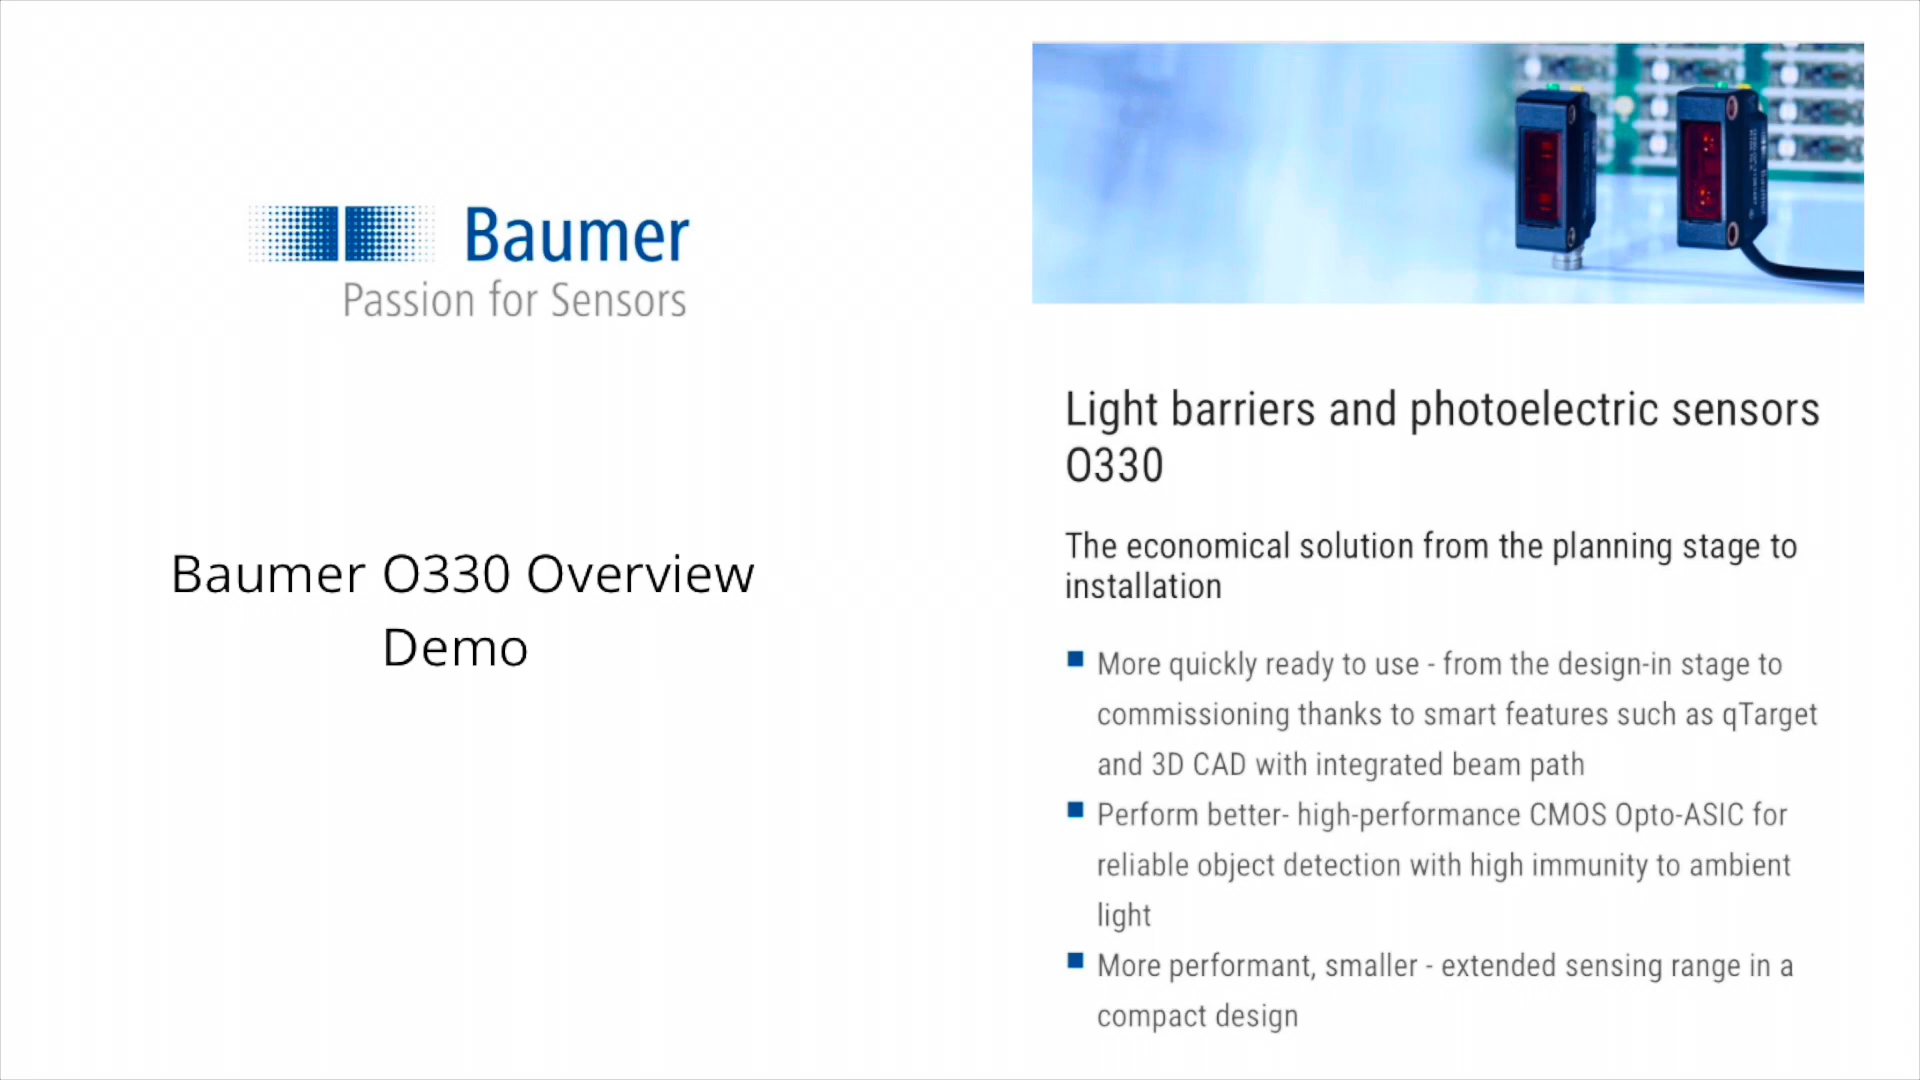 Baumer
Passion for Sensors
Baumer O330 Overview
Demo
Light barriers and photoelectric sensors
O330
The economical solution from the planning stage to
installation
More quickly ready to use - from the design-in stage to
commissioning thanks to smart features such as qTarget
and 3D CAD with integrated beam path
Perform better- high-performance CMOS Opto-ASIC for
reliable object detection with high immunity to ambient
light
More performant, smaller - extended sensing range in a
compact design